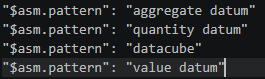 "$asm.pattern": "aggregate datum"
"$asm.pattern": "quantity datum"
"$asm.pattern": "datacube"
"$asm.pattern": "value datum"